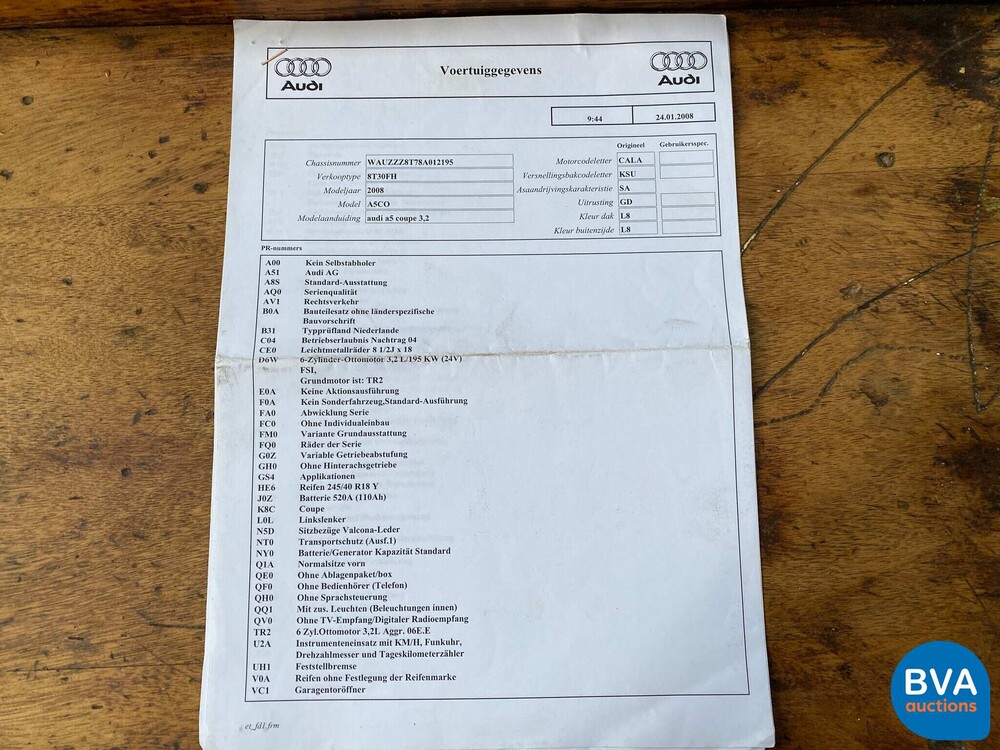 Audi
Voertuiggegevens
Audi
9:44 24.01.2008
Origineel Gebruikersspec.
Chassisnummer WAUZZZ8T78A012195 Motorcodeletter CALA
Verkooptype 8T30FH Versnellingsbakcodeletter KSU
Modeljaar 2008 Asaandrijvingskarakteristie SA
Model A5CO Uitrusting GD
Modelaanduiding audi a5 coupe 3,2 Kleur dak L8
Kleur buitenzijde L8
PR-nummers
A00 Kein Selbstabholer
A51 Audi AG
A8S Standard-Ausstattung
AQ0 Serienqualität
AV1 Rechtsverkehr
B0A Bauteilesatz ohne länderspezifische
Bauvorschrift
B31 Typprüfland Niederlande
C04 Betriebserlaubnis Nachtrag 04
CE0 Leichtmetallräder 8 1/2J x 18
D6W 6-Zylinder-Ottomotor 3,2 L/195 KW (24V)
FSI,
Grundmotor ist: TR2
E0A Keine Aktionsausführung
F0A Kein Sonderfahrzeug,Standard-Ausführung
FA0 Abwicklung Serie
FC0 Ohne Individualeinbau
FM0 Variante Grundausstattung
FQ0 Räder der Serie
G0Z Variable Getriebeabstufung
GH0 Ohne Hinterachsgetriebe
GS4 Applikationen
HE6 Reifen 245/40 R18 Y
J0Z Batterie 520A (110Ah)
K8C Coupe
L0L Linkslenker
N5D Sitzbezüge Valcona-Leder
NT0 Transportschutz (Ausf.1)
NY0 Batterie/Generator Kapazität Standard
Q1A Normalsitze vorn
QE0 Ohne Ablagenpaket/box
QF0 Ohne Bedienhörer (Telefon)
QH0 Ohne Sprachsteuerung
QQ1 Mit zus. Leuchten (Beleuchtungen innen)
QV0 Ohne TV-Empfang/Digitaler Radioempfang
TR2 6 Zyl.Ottomotor 3,2L Aggr. 06E.E
U2A Instrumenteneinsatz mit KM/H, Funkuhr,
Drehzahlmesser und Tageskilometerzähler
UH1 Feststellbremse
V0A Reifen ohne Festlegung der Reifenmarke
VC1 Garagentoröffner
et_fd1.frm
BVA
auctions